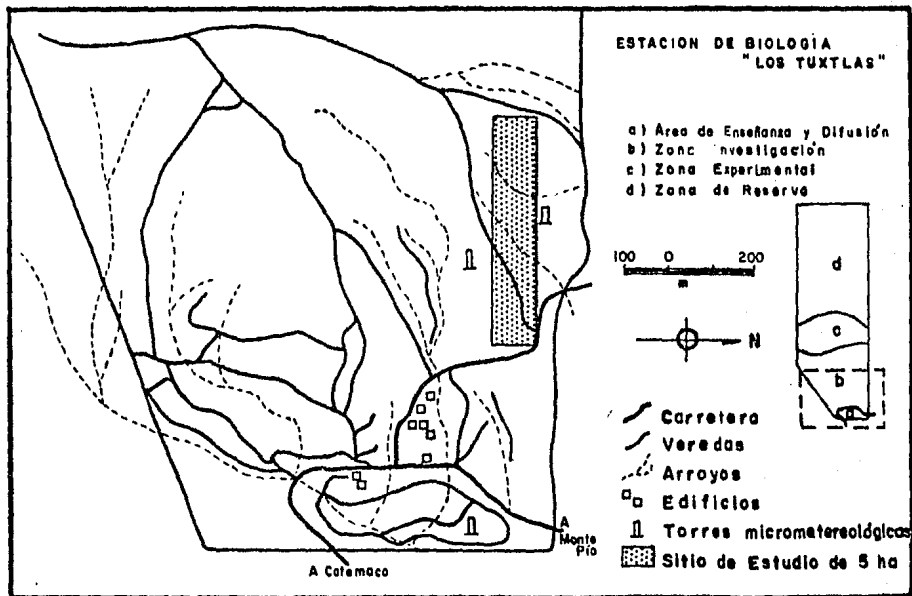 ESTACION DE BIOLOGIA
"LOS TUXTLAS"
a) Area de Enseñanza y Difusión
b) Zona Investigación
c) Zona Experimental
d) Zona de Reserva
100 0 200
m
N
d
c
b
a
Carretera
Veredas
Arroyos
Edificios
Torres micrometereológicas
Sitio de Estudio de 5 ha
A
Monte
Pío
A Catemaco